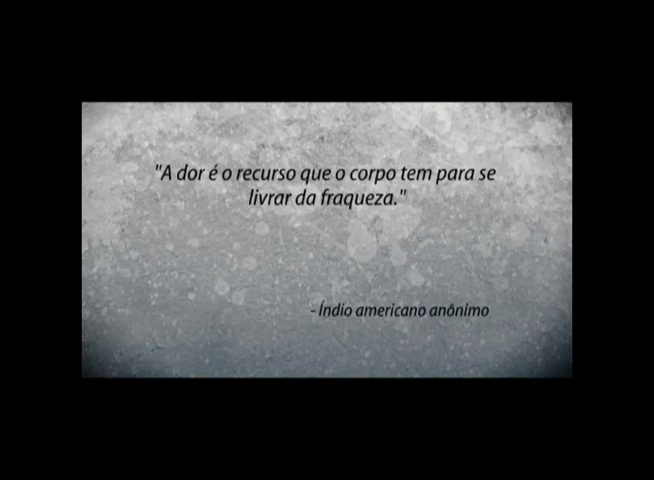 "A dor é o recurso que o corpo tem para se
livrar da fraqueza."
- Índio americano anônimo